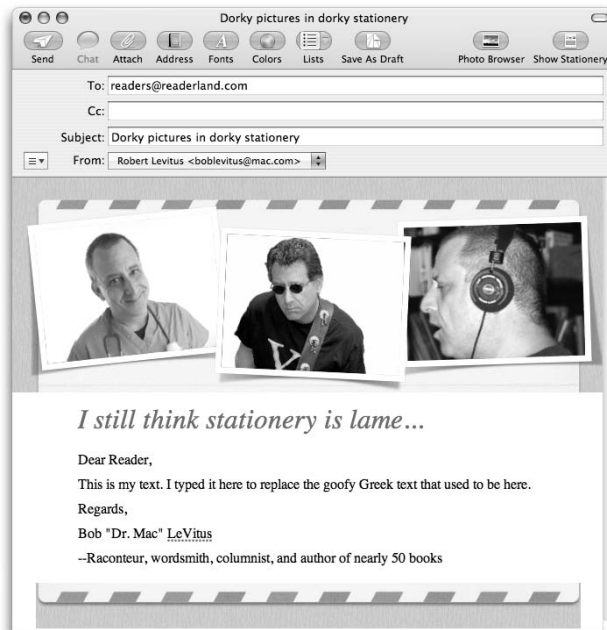 Dorky pictures in dorky stationery
Send Chat Attach Address Fonts Colors Lists Save As Draft Photo Browser Show Stationery
To: readers@readerland.com
Cc:
Subject: Dorky pictures in dorky stationery
From: Robert Levitus <boblevitus@mac.com>
I still think stationery is lame...
Dear Reader,
This is my text. I typed it here to replace the goofy Greek text that used to be here.
Regards,
Bob "Dr. Mac" LeVitus
--Raconteur, wordsmith, columnist, and author of nearly 50 books